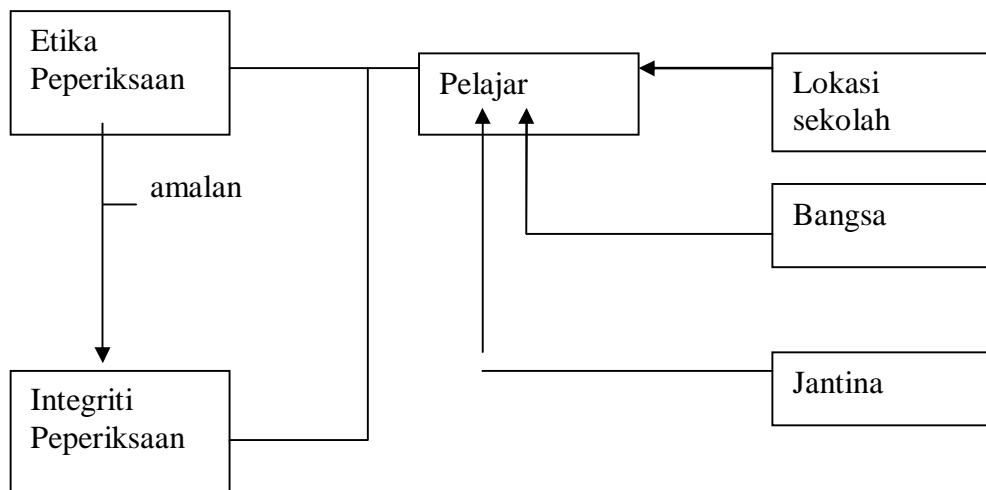 Etika
Peperiksaan
Pelajar
Lokasi
sekolah
amalan
Bangsa
Integriti
Peperiksaan
Jantina